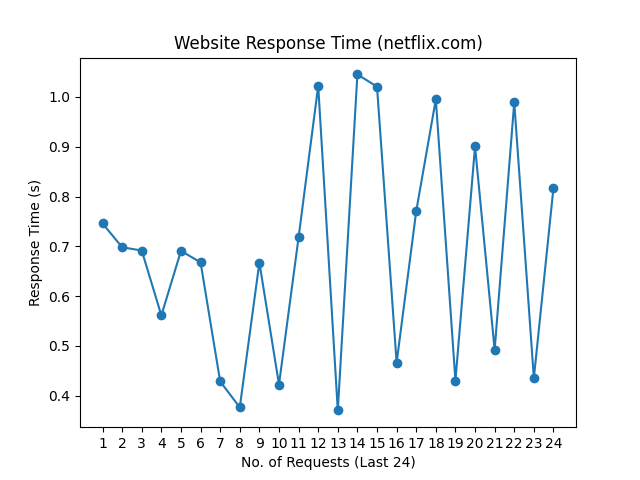 Website Response Time (netflix.com)
Response Time (s)
1.0
0.9
0.8
0.7
0.6
0.5
0.4
1 2 3 4 5 6 7 8 9 10 11 12 13 14 15 16 17 18 19 20 21 22 23 24
No. of Requests (Last 24)